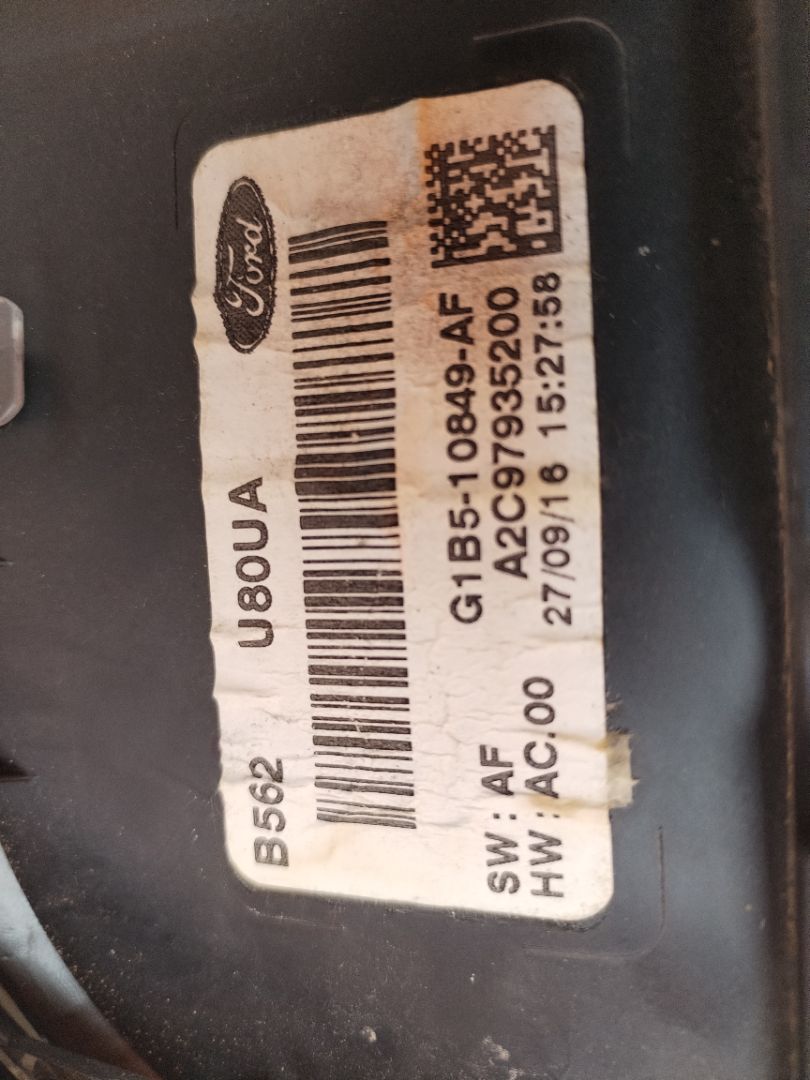 B562 U80UA Ford
G1B5-10849-AF
SW: AF A2C97935200
HW: AC.00 27/09/16 15:27:58